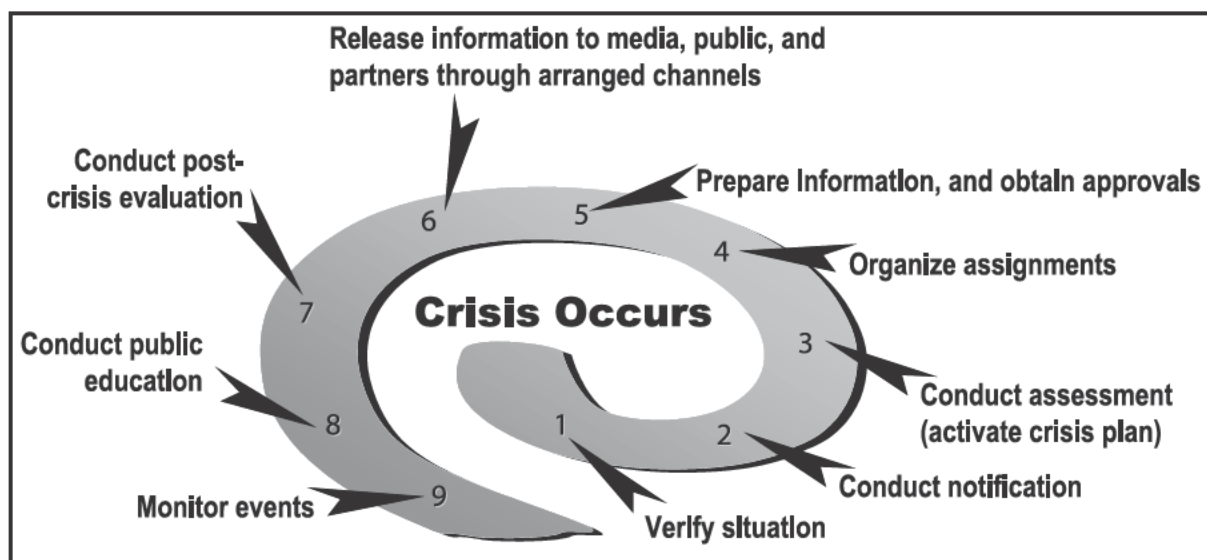 Release information to media, public, and
partners through arranged channels
Conduct post-
crisis evaluation
Prepare Information, and obtain approvals
6
5
4
Organize assignments
7
Crisis Occurs
3
Conduct public
education
Conduct assessment
(activate crisis plan)
8
1
2
Conduct notification
Monitor events
9
Verify situation